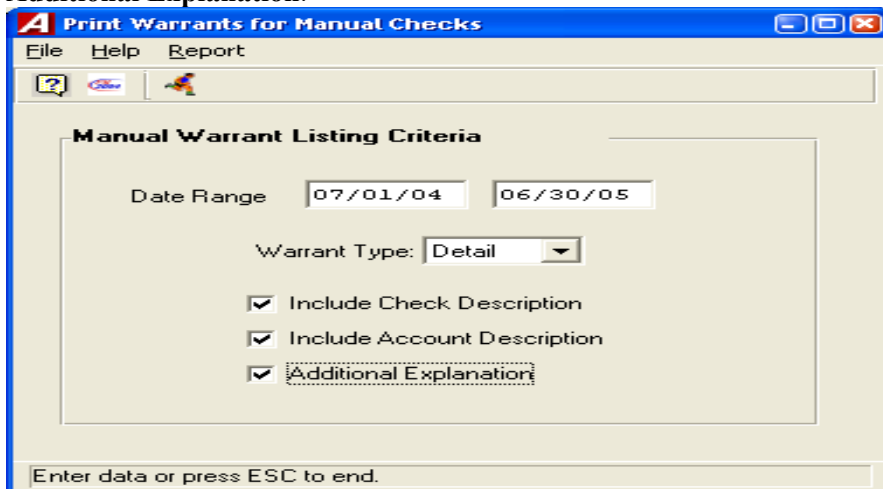 Additional Explanation.
Print Warrants for Manual Checks
File Help Report
Manual Warrant Listing Criteria
Date Range 07/01/04 06/30/05
Warrant Type: Detail
Include Check Description
Include Account Description
Additional Explanation
Enter data or press ESC to end.